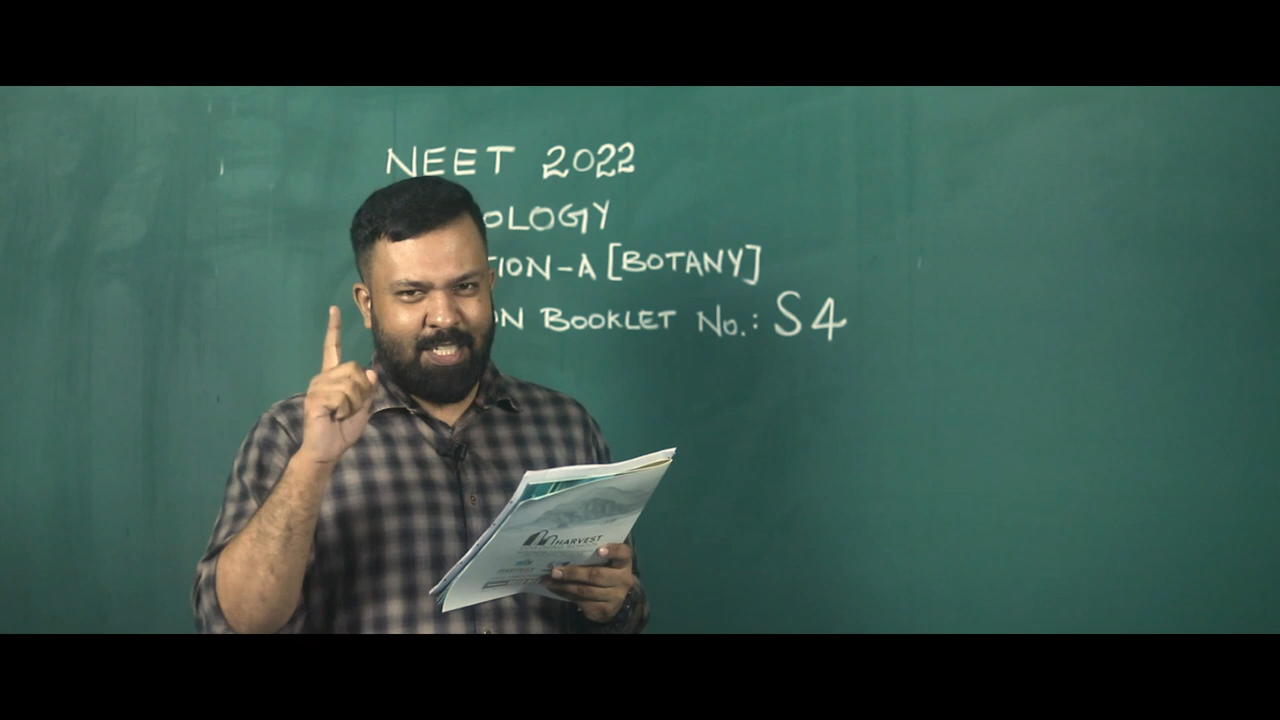 NEET 2022
OLOGY
TION-A [BOTANY]
ON BOOKLET No.: S4
HARVEST